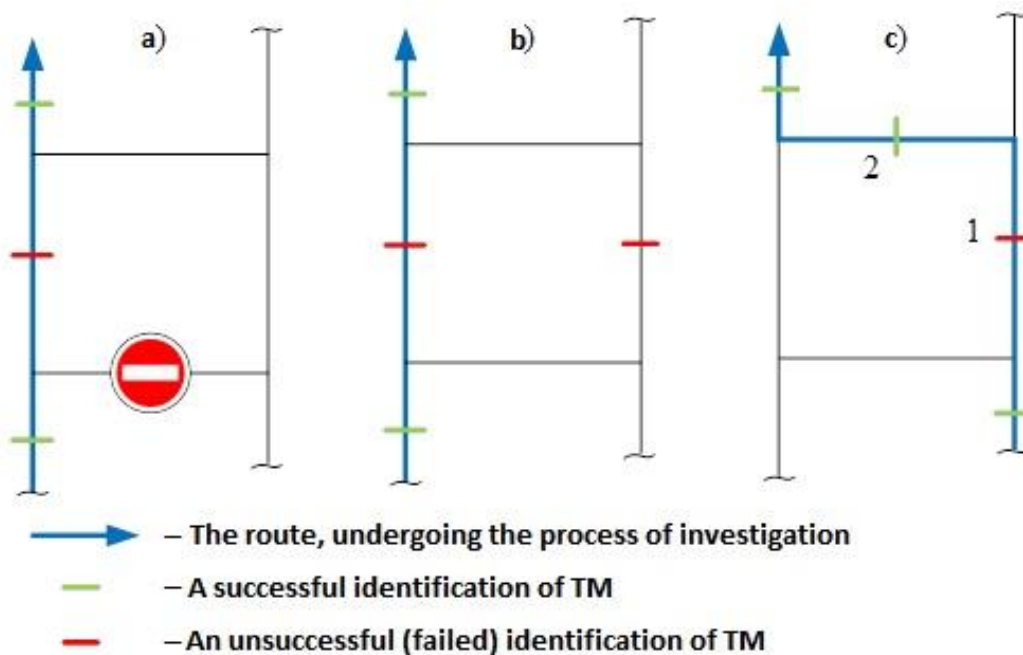 a) b) c)
2
1
– The route, undergoing the process of investigation
– A successful identification of TM
– An unsuccessful (failed) identification of TM